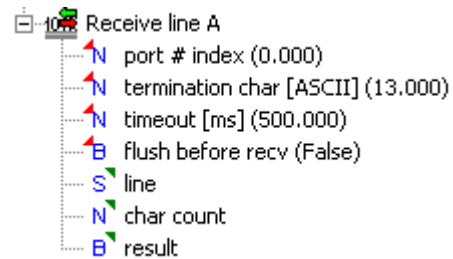 Receive line A
N port # index (0.000)
N termination char [ASCII] (13.000)
N timeout [ms] (500.000)
B flush before recv (False)
S line
N char count
B result